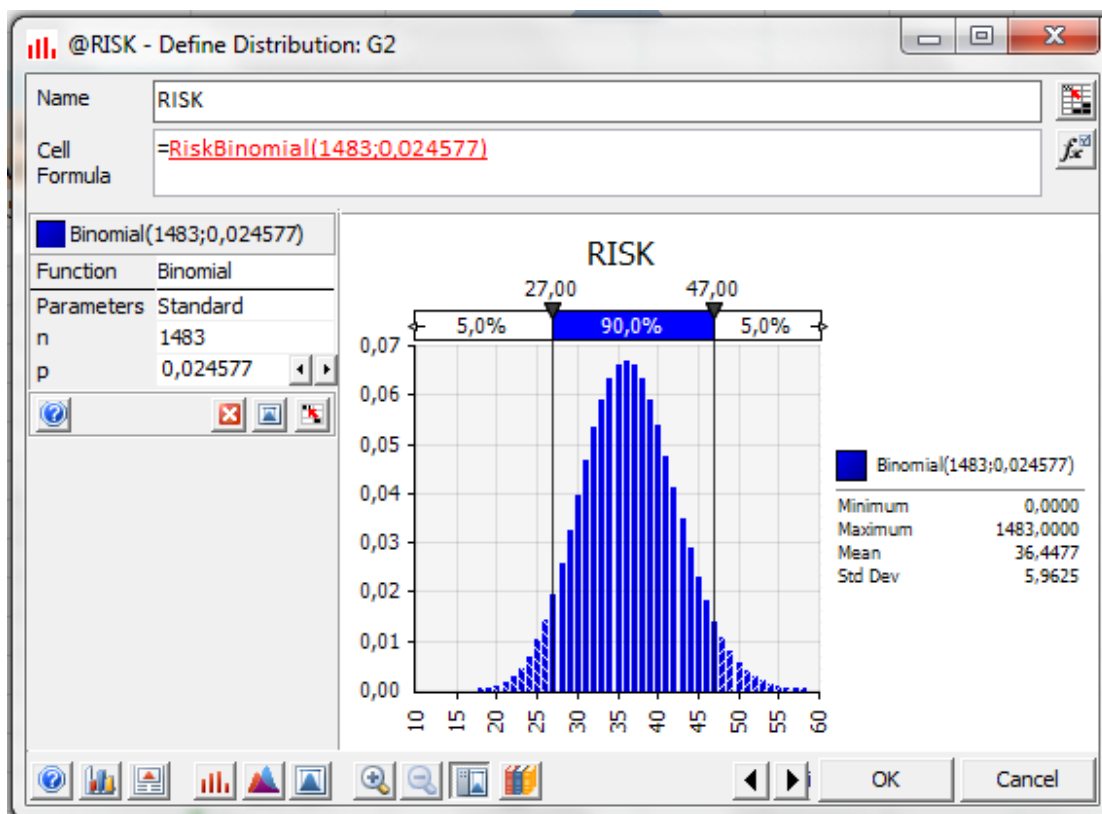 @RISK - Define Distribution: G2
Name RISK
Cell Formula =RiskBinomial(1483;0,024577)
Binomial(1483;0,024577)
Function Binomial
Parameters Standard
n 1483
p 0,024577
RISK
27,00 47,00
5,0% 90,0% 5,0%
0,07
0,06
0,05
0,04
0,03
0,02
0,01
0,00
10 15 20 25 30 35 40 45 50 55 60
Binomial(1483;0,024577)
Minimum 0,0000
Maximum 1483,0000
Mean 36,4477
Std Dev 5,9625
OK Cancel